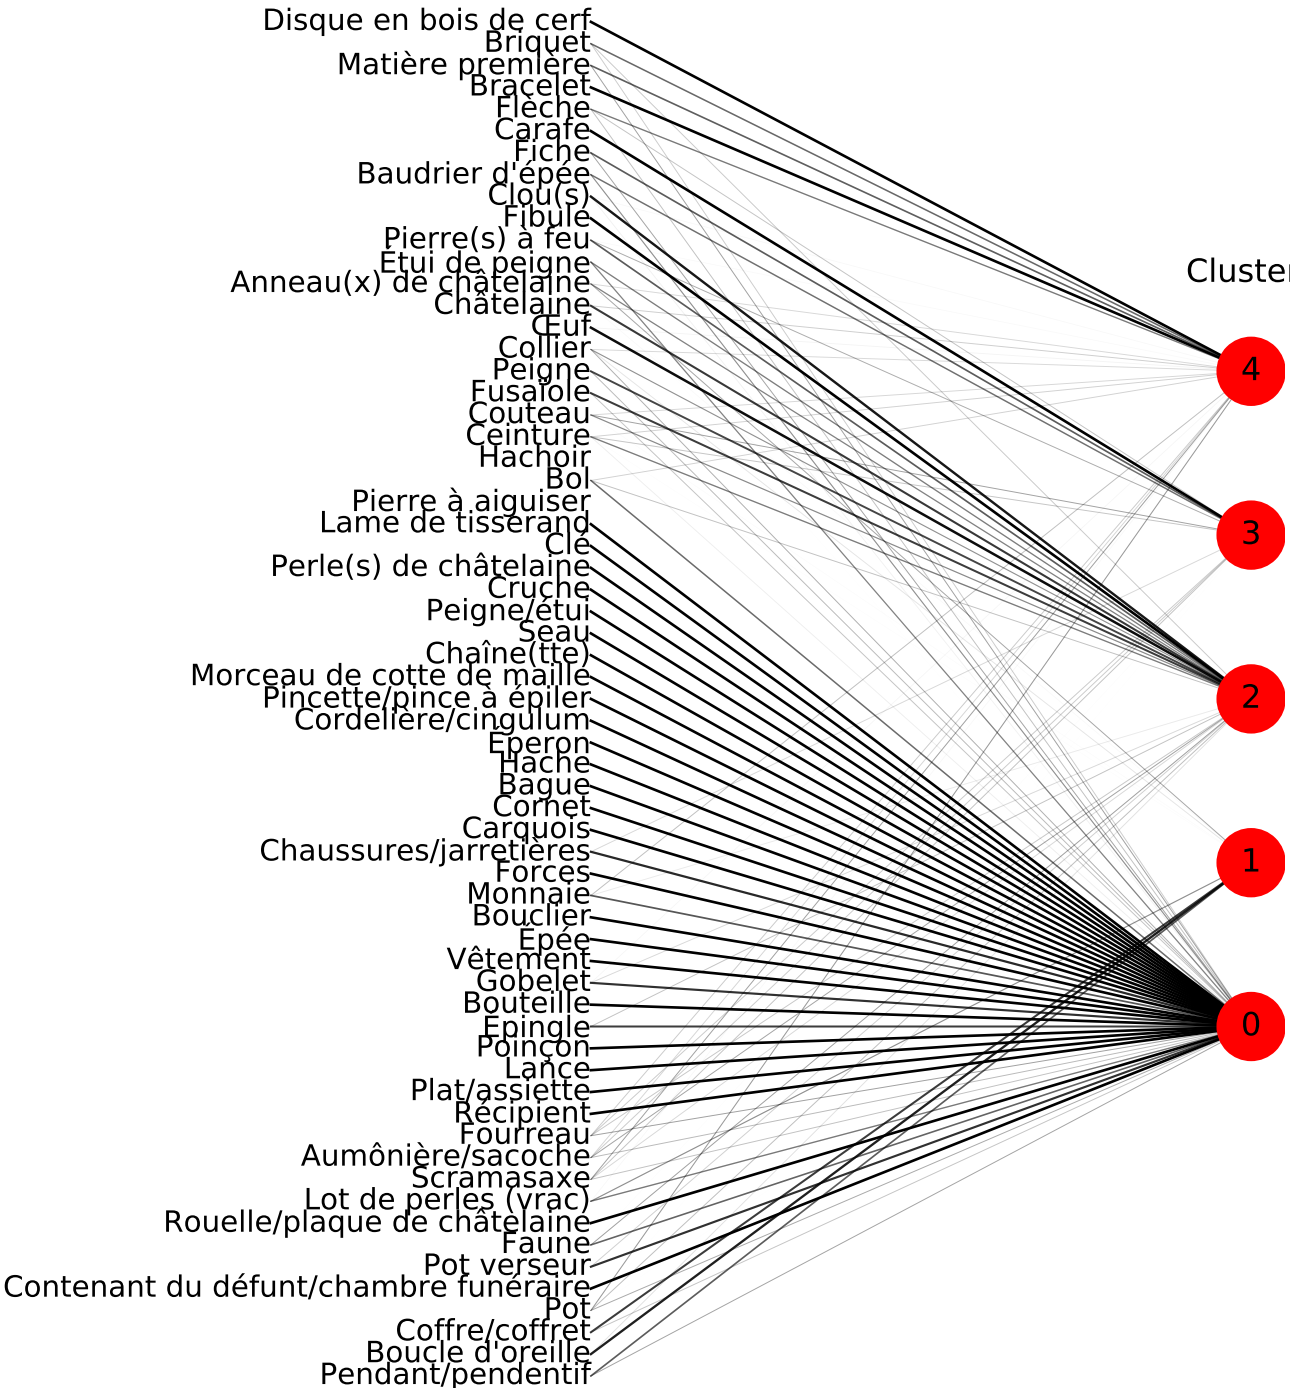 Disque en bois de cerf
Briquet
Matière première
Bracelet
Flèche
Carafe
Fiche
Baudrier d'épée
Clou(s)
Fibule
Pierre(s) à feu
Étui de peigne
Anneau(x) de châtelaine
Châtelaine
Œuf
Collier
Peigne
Fusaïole
Couteau
Ceinture
Hachoir
Bol
Pierre à aiguiser
Lame de tisserand
Clé
Perle(s) de châtelaine
Cruche
Peigne/étui
Seau
Chaîne(tte)
Morceau de cotte de maille
Pincette/pince à épiler
Cordelière/cingulum
Éperon
Hache
Bague
Cornet
Carquois
Chaussures/jarretières
Forces
Monnaie
Bouclier
Épée
Vêtement
Gobelet
Bouteille
Épingle
Poinçon
Lance
Plat/assiette
Récipient
Fourreau
Aumônière/sacoche
Scramasaxe
Lot de perles (vrac)
Rouelle/plaque de châtelaine
Faune
Pot verseur
Contenant du défunt/chambre funéraire
Pot
Coffre/coffret
Boucle d'oreille
Pendant/pendentif
Cluster
4
3
2
1
0